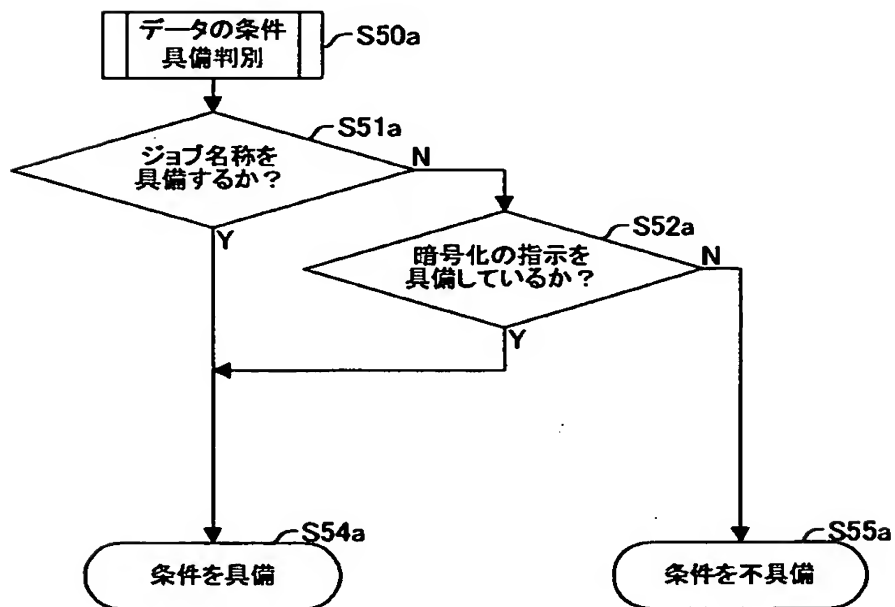 データの条件
具備判別
S50a
S51a
ジョブ名称を
具備するか?
N
Y
S52a
暗号化の指示を
具備しているか?
N
Y
S54a
条件を具備
S55a
条件を不具備